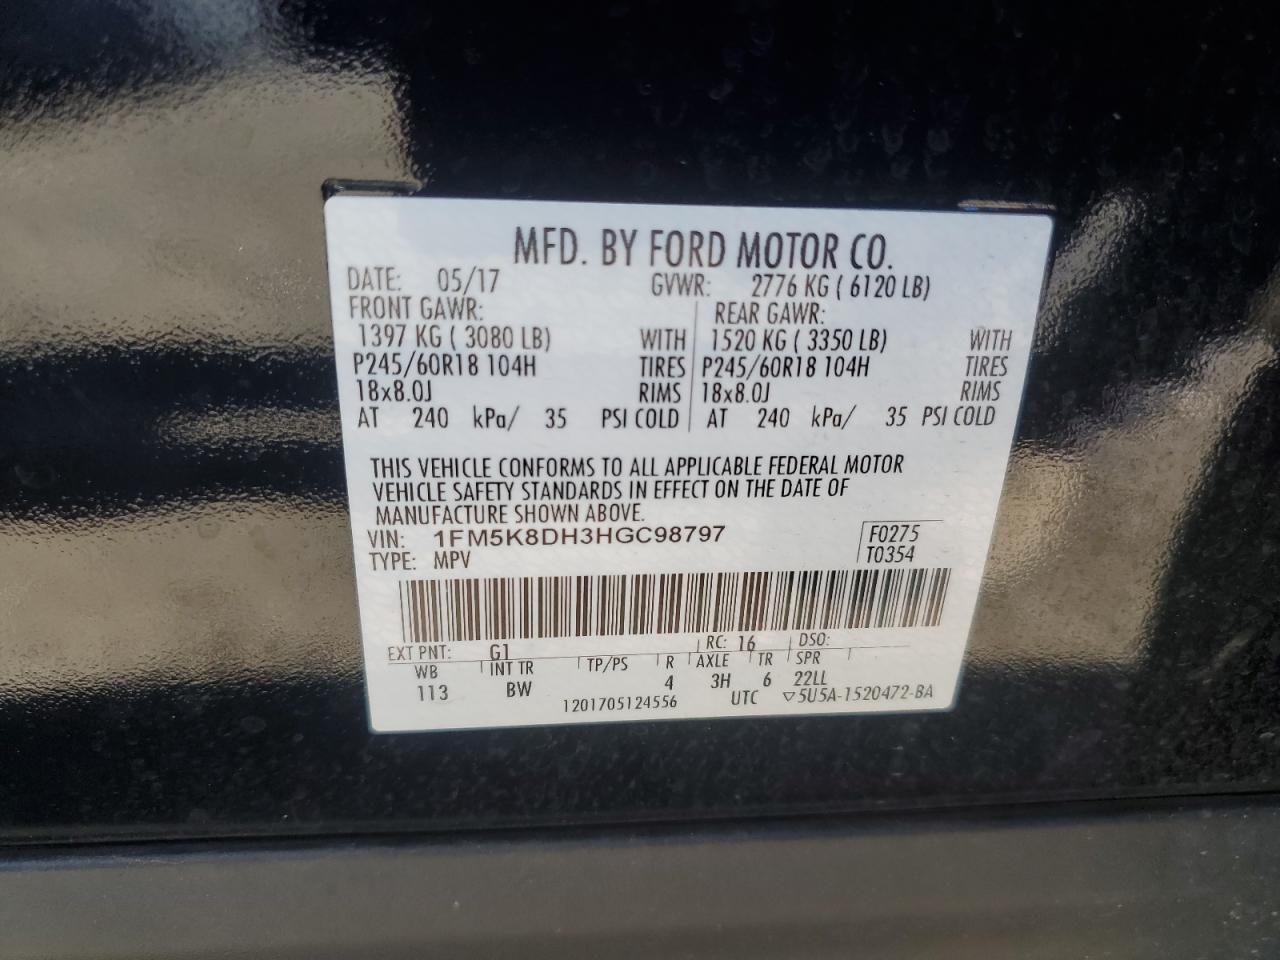 MFD. BY FORD MOTOR CO.
DATE: 05/17 GVWR: 2776 KG ( 6120 LB)
FRONT GAWR: REAR GAWR:
1397 KG ( 3080 LB) WITH 1520 KG ( 3350 LB) WITH
P245/60R18 104H TIRES P245/60R18 104H TIRES
18x8.0J RIMS 18x8.0J RIMS
AT 240 kPa/ 35 PSI COLD AT 240 kPa/ 35 PSI COLD
THIS VEHICLE CONFORMS TO ALL APPLICABLE FEDERAL MOTOR
VEHICLE SAFETY STANDARDS IN EFFECT ON THE DATE OF
MANUFACTURE SHOWN ABOVE.
VIN: 1FM5K8DH3HGC98797 F0275
TYPE: MPV T0354
EXT PNT: G1 RC: 16 DSO:
WB INT TR TP/PS R AXLE TR SPR
113 BW 4 3H 6 22LL
1201705124556 UTC ▽5U5A-1520472-BA